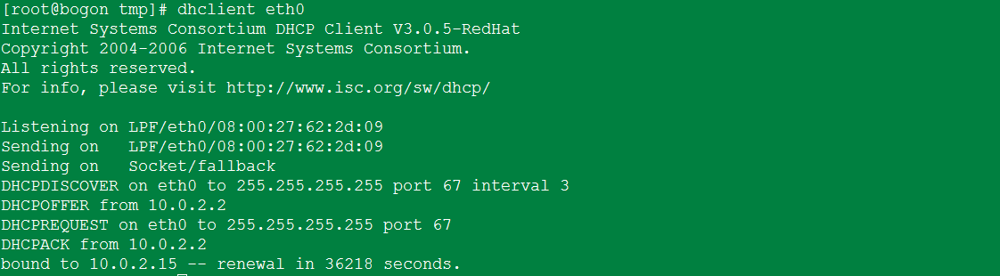 [root@bogon tmp]# dhclient eth0
Internet Systems Consortium DHCP Client V3.0.5-RedHat
Copyright 2004-2006 Internet Systems Consortium.
All rights reserved.
For info, please visit http://www.isc.org/sw/dhcp/
Listening on LPF/eth0/08:00:27:62:2d:09
Sending on   LPF/eth0/08:00:27:62:2d:09
Sending on   Socket/fallback
DHCPDISCOVER on eth0 to 255.255.255.255 port 67 interval 3
DHCPOFFER from 10.0.2.2
DHCPREQUEST on eth0 to 255.255.255.255 port 67
DHCPACK from 10.0.2.2
bound to 10.0.2.15 -- renewal in 36218 seconds.